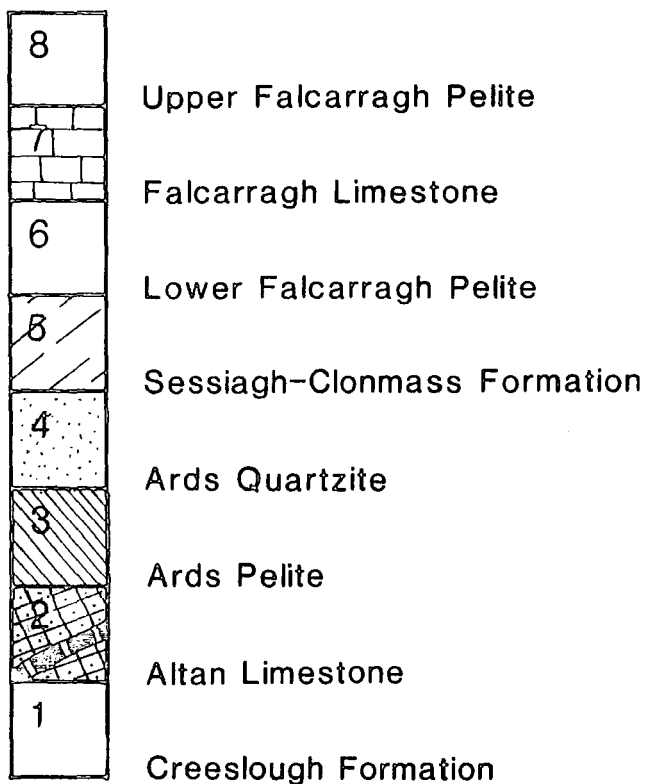 8
Upper Falcarragh Pelite
7
Falcarragh Limestone
6
Lower Falcarragh Pelite
5
Sessiagh-Clonmass Formation
4
Ards Quartzite
3
Ards Pelite
2
Altan Limestone
1
Creeslough Formation